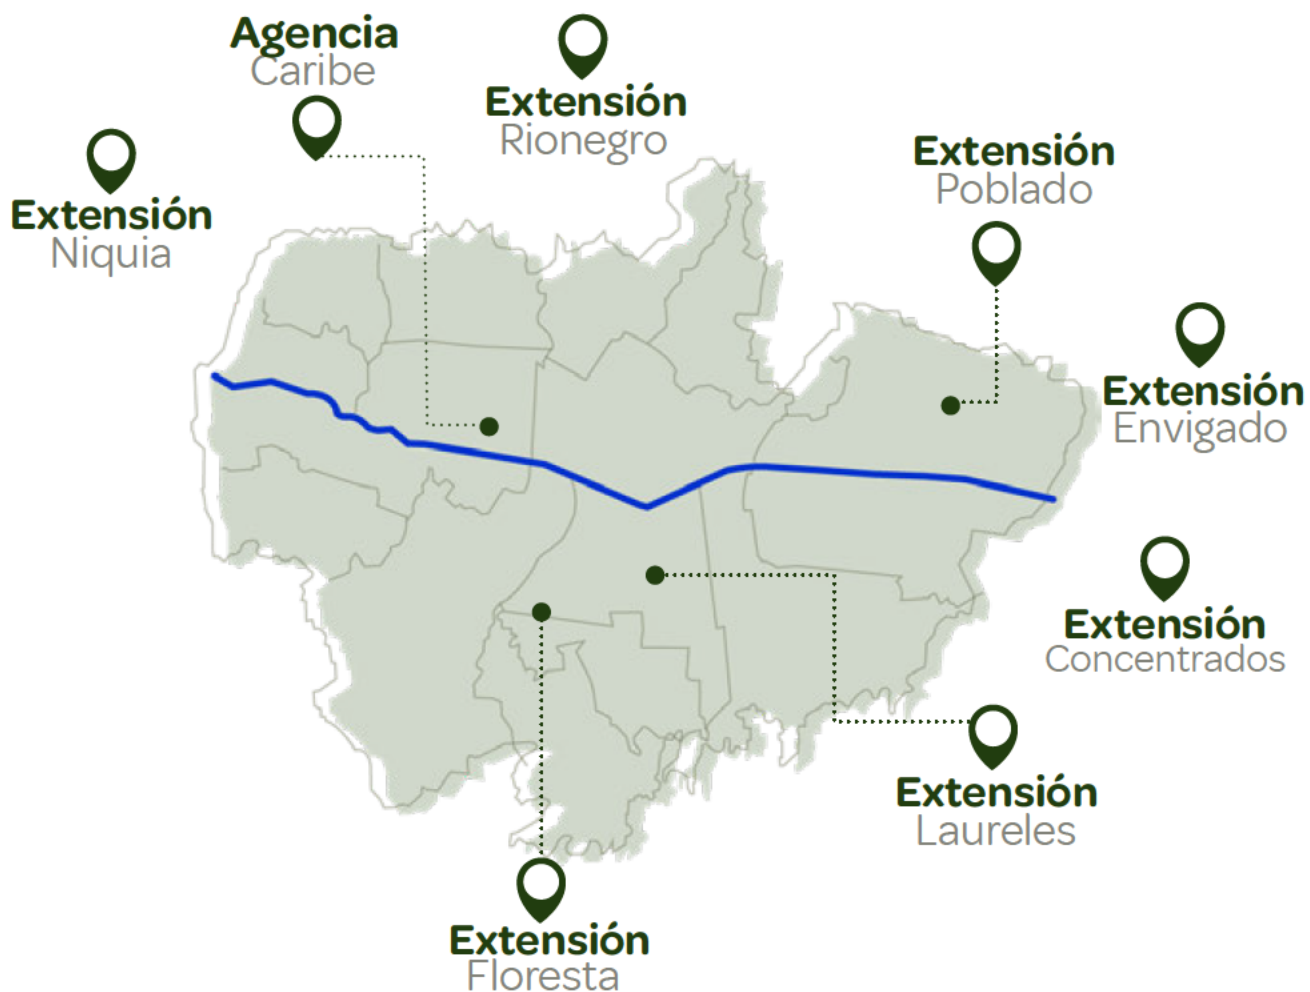 Agencia
Caribe
Extensión
Rionegro
Extensión
Poblado
Extensión
Niquia
Extensión
Envigado
Extensión
Concentrados
Extensión
Laureles
Extensión
Floresta